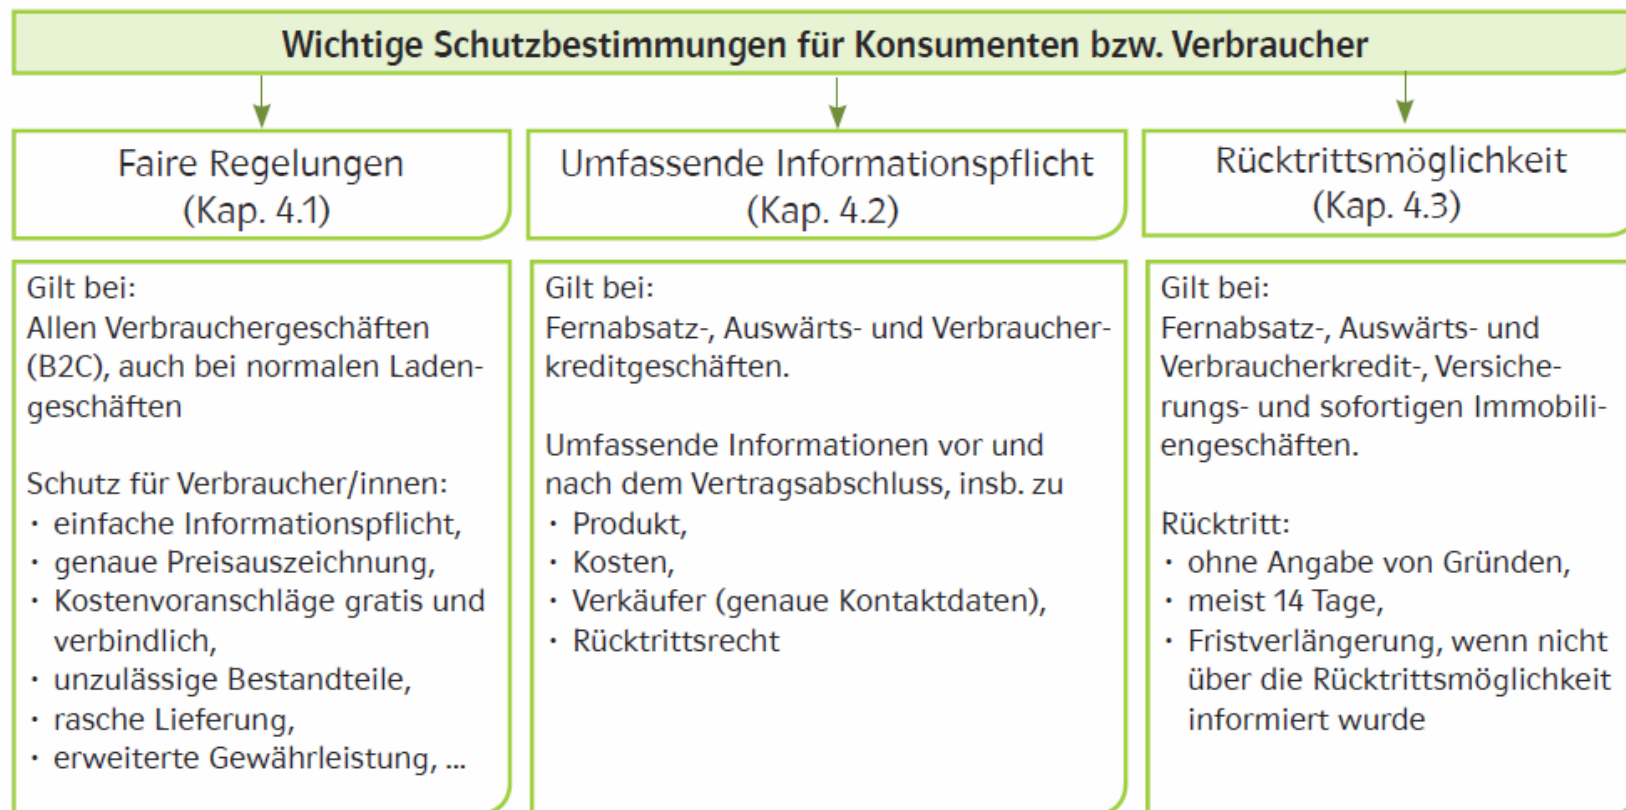 Wichtige Schutzbestimmungen für Konsumenten bzw. Verbraucher
Faire Regelungen
(Kap. 4.1)
Umfassende Informationspflicht
(Kap. 4.2)
Rücktrittsmöglichkeit
(Kap. 4.3)
Gilt bei:
Allen Verbrauchergeschäften
(B2C), auch bei normalen Laden-
geschäften
Schutz für Verbraucher/innen:
· einfache Informationspflicht,
· genaue Preisauszeichnung,
· Kostenvoranschläge gratis und
verbindlich,
· unzulässige Bestandteile,
· rasche Lieferung,
· erweiterte Gewährleistung, ...
Gilt bei:
Fernabsatz-, Auswärts- und Verbraucher-
kreditgeschäften.
Umfassende Informationen vor und
nach dem Vertragsabschluss, insb. zu
· Produkt,
· Kosten,
· Verkäufer (genaue Kontaktdaten),
· Rücktrittsrecht
Gilt bei:
Fernabsatz-, Auswärts- und
Verbraucherkredit-, Versiche-
rungs- und sofortigen Immobili-
engeschäften.
Rücktritt:
· ohne Angabe von Gründen,
· meist 14 Tage,
· Fristverlängerung, wenn nicht
über die Rücktrittsmöglichkeit
informiert wurde